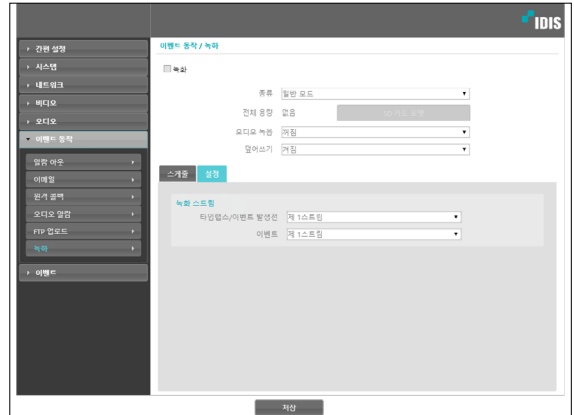 IDIS
간편 설정
시스템
네트워크
비디오
오디오
이벤트 동작
알람 아웃
이메일
원격 콜백
오디오 알람
FTP 업로드
녹화
이벤트
이벤트 동작 / 녹화
녹화
종류 일반 모드
전체 용량 없음 SD 카드 포맷
오디오 녹음 꺼짐
덮어쓰기 켜짐
스케줄 설정
녹화 스트림
타임랩스/이벤트 발생전 제 1스트림
이벤트 제 1스트림
저장